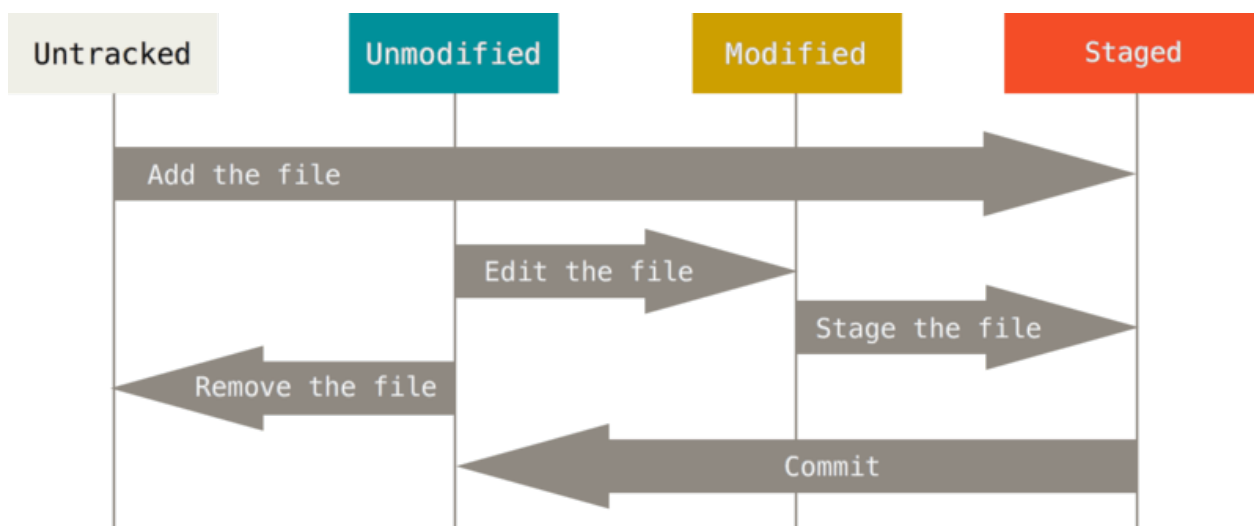 Untracked
Unmodified
Modified
Staged
Add the file
Edit the file
Stage the file
Remove the file
Commit